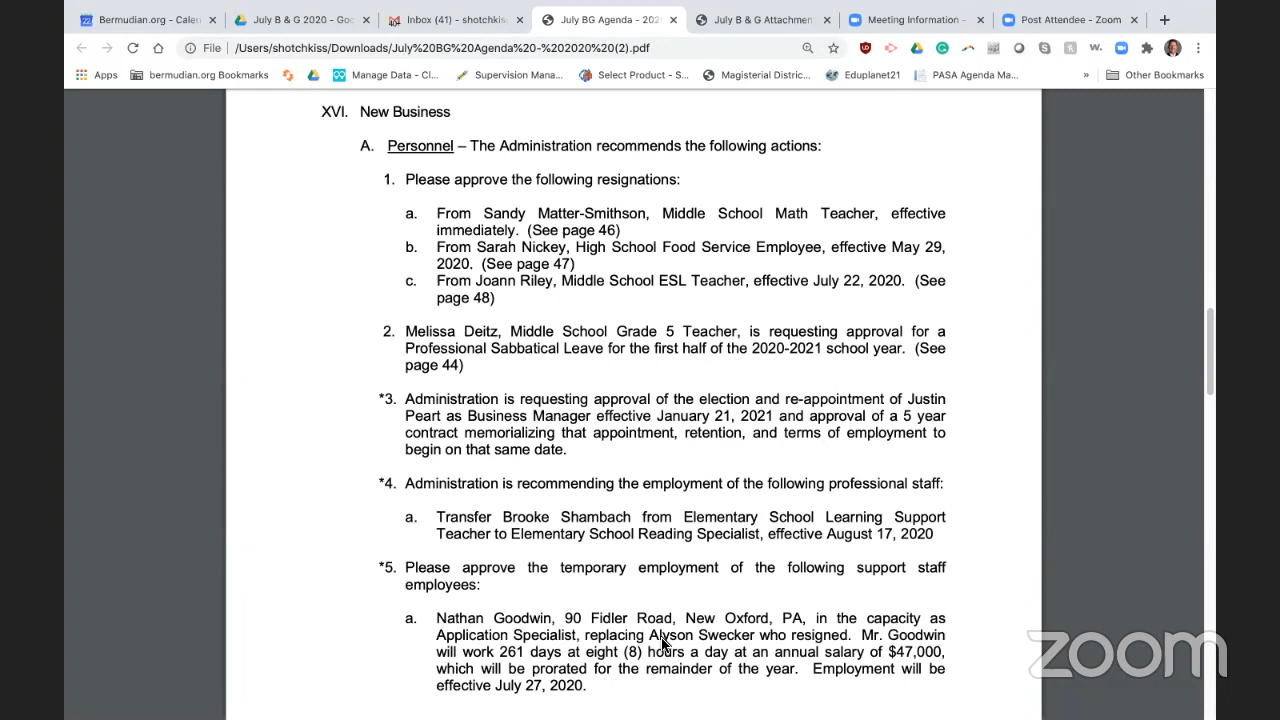 Bermudian.org - Cale
July B & G 2020 - Goo
Inbox (41) - shotchkis
July BG Agenda - 202
July B & G Attachment
Meeting Information -
Post Attendee - Zoom
File
/Users/shotchkiss/Downloads/July%20BG%20Agenda%20-%202020%20(2).pdf
Apps
bermudian.org Bookmarks
Manage Data - Cl...
Supervision Mana...
Select Product - S...
Magisterial Distric...
Eduplanet21
PASA Agenda Ma...
»
Other Bookmarks
XVI. New Business
A. Personnel – The Administration recommends the following actions:
1. Please approve the following resignations:
a. From Sandy Matter-Smithson, Middle School Math Teacher, effective
immediately. (See page 46)
b. From Sarah Nickey, High School Food Service Employee, effective May 29,
2020. (See page 47)
c. From Joann Riley, Middle School ESL Teacher, effective July 22, 2020. (See
page 48)
2. Melissa Deitz, Middle School Grade 5 Teacher, is requesting approval for a
Professional Sabbatical Leave for the first half of the 2020-2021 school year. (See
page 44)
*3. Administration is requesting approval of the election and re-appointment of Justin
Peart as Business Manager effective January 21, 2021 and approval of a 5 year
contract memorializing that appointment, retention, and terms of employment to
begin on that same date.
*4. Administration is recommending the employment of the following professional staff:
a. Transfer Brooke Shambach from Elementary School Learning Support
Teacher to Elementary School Reading Specialist, effective August 17, 2020
*5. Please approve the temporary employment of the following support staff
employees:
a. Nathan Goodwin, 90 Fidler Road, New Oxford, PA, in the capacity as
Application Specialist, replacing Alyson Swecker who resigned. Mr. Goodwin
will work 261 days at eight (8) hours a day at an annual salary of $47,000,
which will be prorated for the remainder of the year. Employment will be
effective July 27, 2020.
zoom